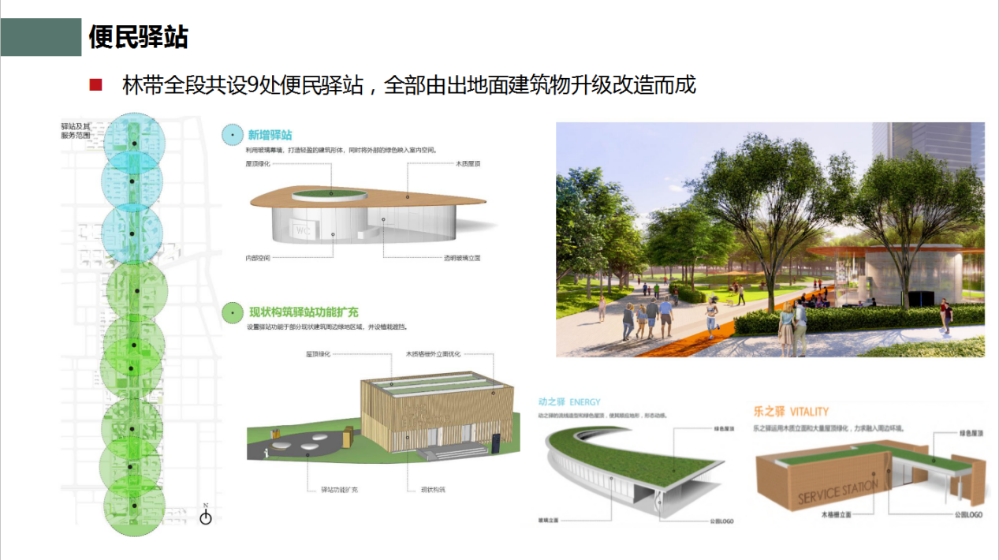 便民驿站
林带全段共设9处便民驿站，全部由出地面建筑物升级改造而成
驿站及其
服务范围
N
新增驿站
利用玻璃幕墙，打造轻盈的建筑形体，同时将外部的绿色映入室内空间。
屋顶绿化
木质屋顶
WC
内部空间
透明玻璃立面
现状构筑驿站功能扩充
设置驿站功能于部分现状建筑周边绿地区域，并设植栽遮挡。
屋顶绿化
木质格栅外立面优化
驿站功能扩充
现状构筑
动之驿 ENERGY
动之驿的流线造型和绿色屋顶，使其顺应地形，形态动感。
绿色屋顶
玻璃立面
公园LOGO
乐之驿 VITALITY
乐之驿运用木质立面和大量屋顶绿化，力求融入周边环境。
绿色屋顶
SERVICE STATION
木格栅立面
公园LOGO